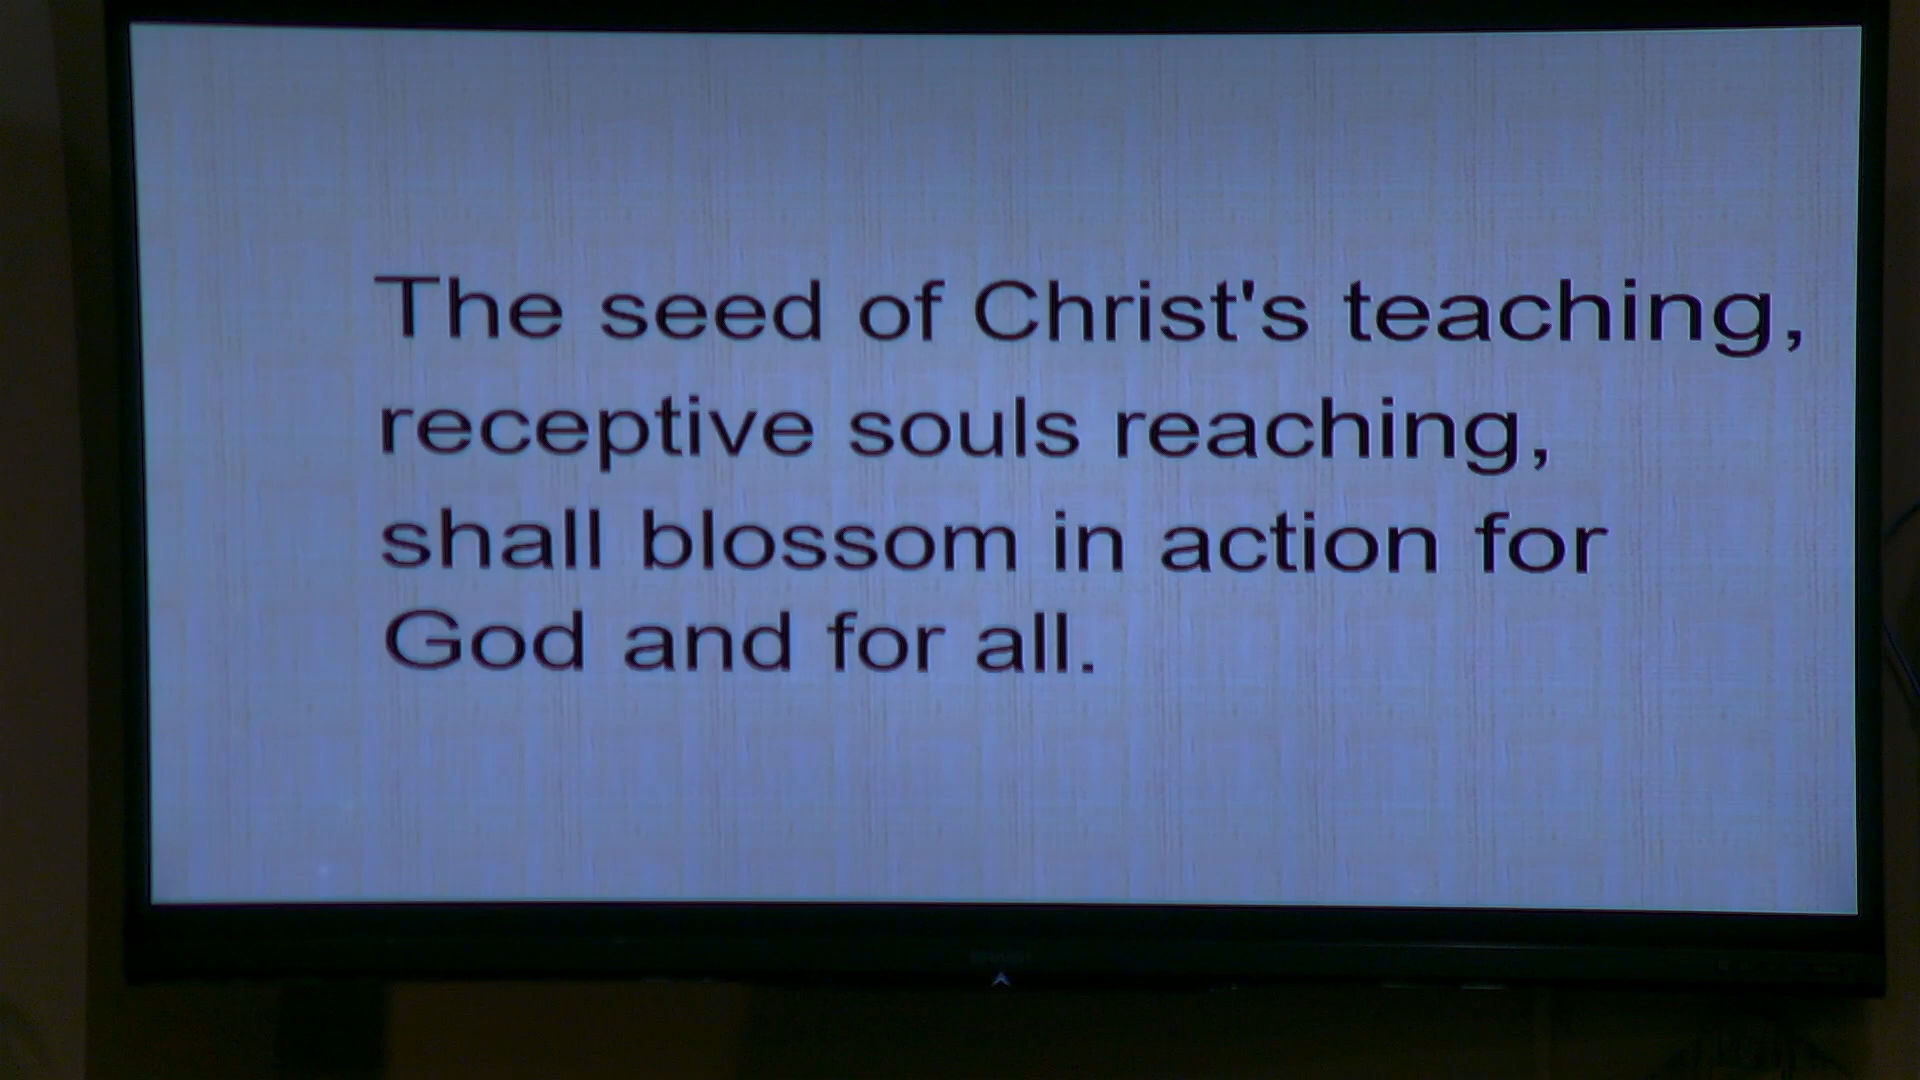 The seed of Christ's teaching,
receptive souls reaching,
shall blossom in action for
God and for all.